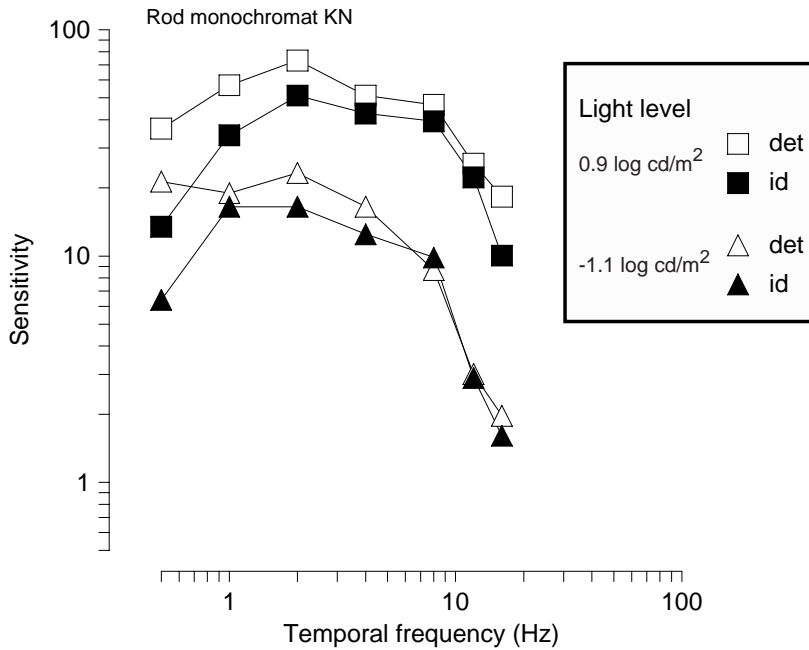 Rod monochromat KN
100
10
1
Sensitivity
1
10
100
Temporal frequency (Hz)
Light level
0.9 log cd/m2
det
id
-1.1 log cd/m2
det
id